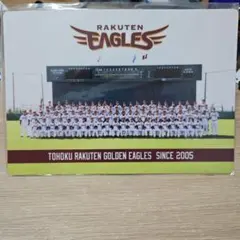 RAKUTEN
EAGLES
TOHOKU RAKUTEN GOLDEN EAGLES SINCE 2005